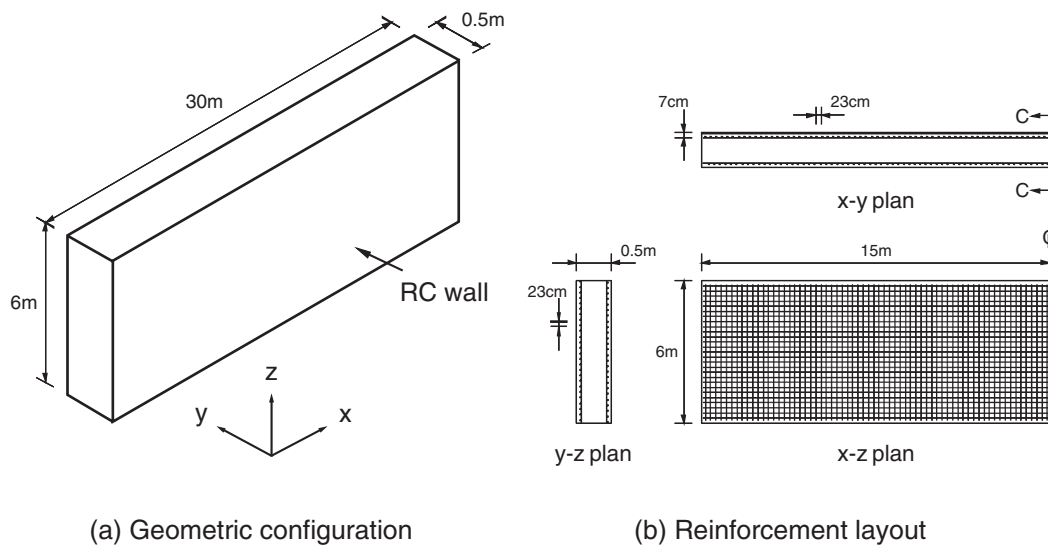 0.5m
30m
6m
RC wall
z
y
x
(a) Geometric configuration
7cm
23cm
C
C
x-y plan
0.5m
23cm
y-z plan
15m
6m
x-z plan
(b) Reinforcement layout